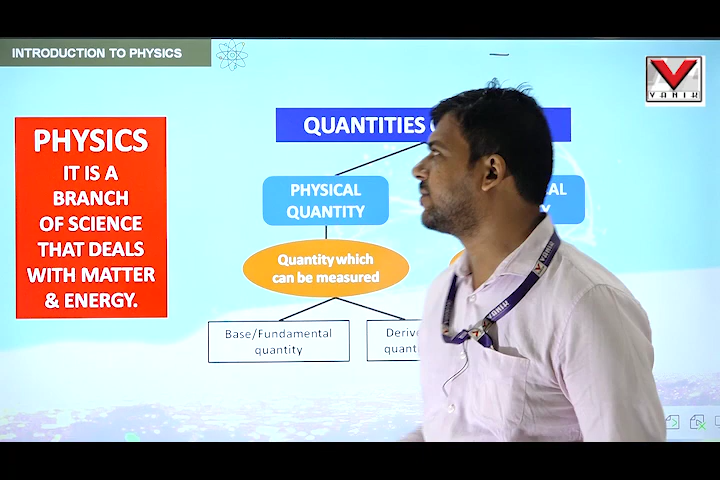 INTRODUCTION TO PHYSICS
VAHIK
PHYSICS
IT IS A
BRANCH
OF SCIENCE
THAT DEALS
WITH MATTER
& ENERGY.
QUANTITIES
PHYSICAL
QUANTITY
Quantity which
can be measured
Base/Fundamental
quantity